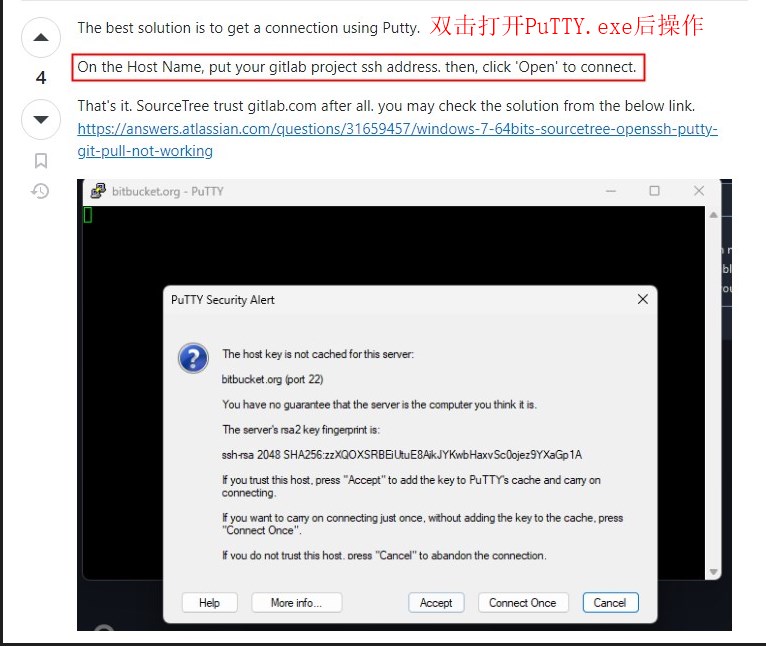 The best solution is to get a connection using Putty. 双击打开PuTTY.exe后操作
On the Host Name, put your gitlab project ssh address. then, click 'Open' to connect.
4
That's it. SourceTree trust gitlab.com after all. you may check the solution from the below link.
https://answers.atlassian.com/questions/31659457/windows-7-64bits-sourcetree-openssh-putty-
git-pull-not-working
bitbucket.org - PuTTY
PuTTY Security Alert
The host key is not cached for this server:
bitbucket.org (port 22)
You have no guarantee that the server is the computer you think it is.
The server's rsa2 key fingerprint is:
ssh-rsa 2048 SHA256:zzXQOXSRBEiUtuE8AikJYKwbHaxvSc0ojez9YXaGp1A
If you trust this host, press "Accept" to add the key to PuTTY's cache and carry on
connecting.
If you want to carry on connecting just once, without adding the key to the cache, press
"Connect Once".
If you do not trust this host, press "Cancel" to abandon the connection.
Help More info... Accept Connect Once Cancel